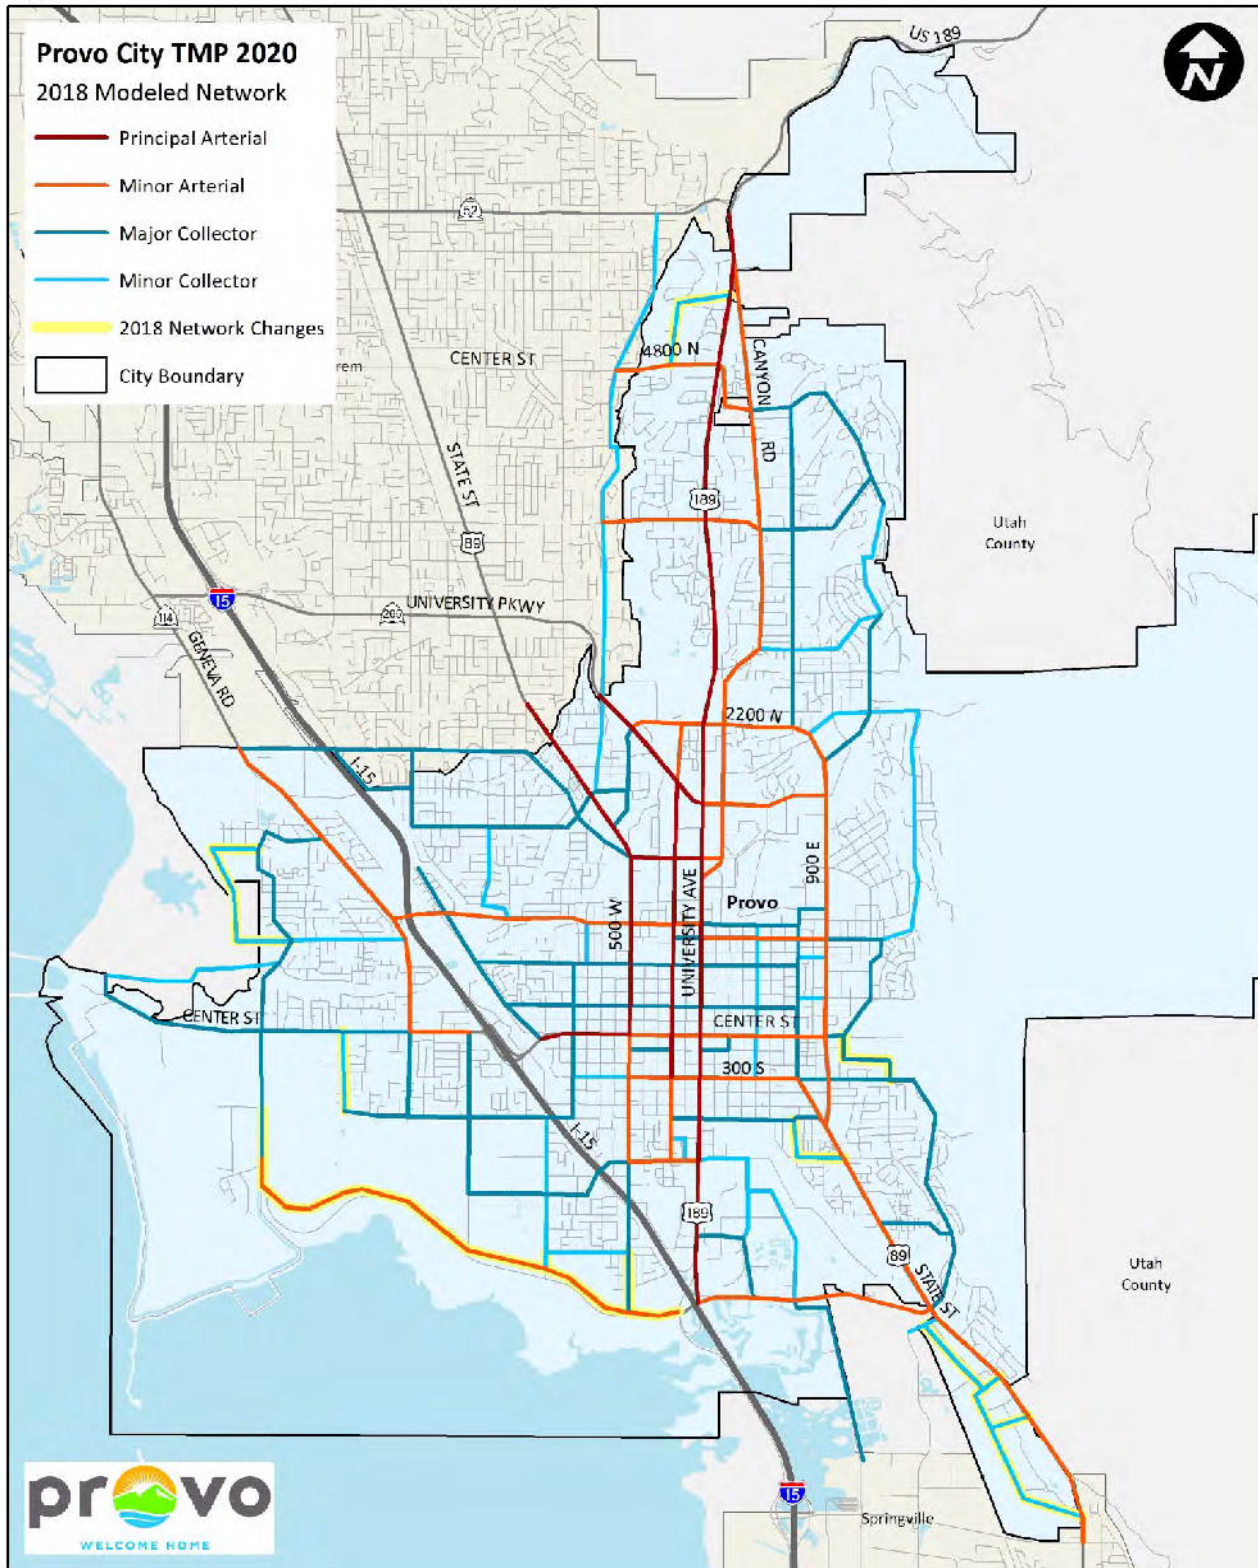 Provo City TMP 2020
2018 Modeled Network
Principal Arterial
Minor Arterial
Major Collector
Minor Collector
2018 Network Changes
City Boundary
US 189
N
52
4800 N
CENTER ST
rem
CANYON
RD
STATE ST
189
89
Utah
County
15
UNIVERSITY PKWY
265
114
GENEVA RD
2200 N
I-15
900 E
UNIVERSITY AVE
500 W
Provo
CENTER ST
CENTER ST
300 S
I-15
189
89
STATE ST
Utah
County
provo
WELCOME HOME
15
Springville